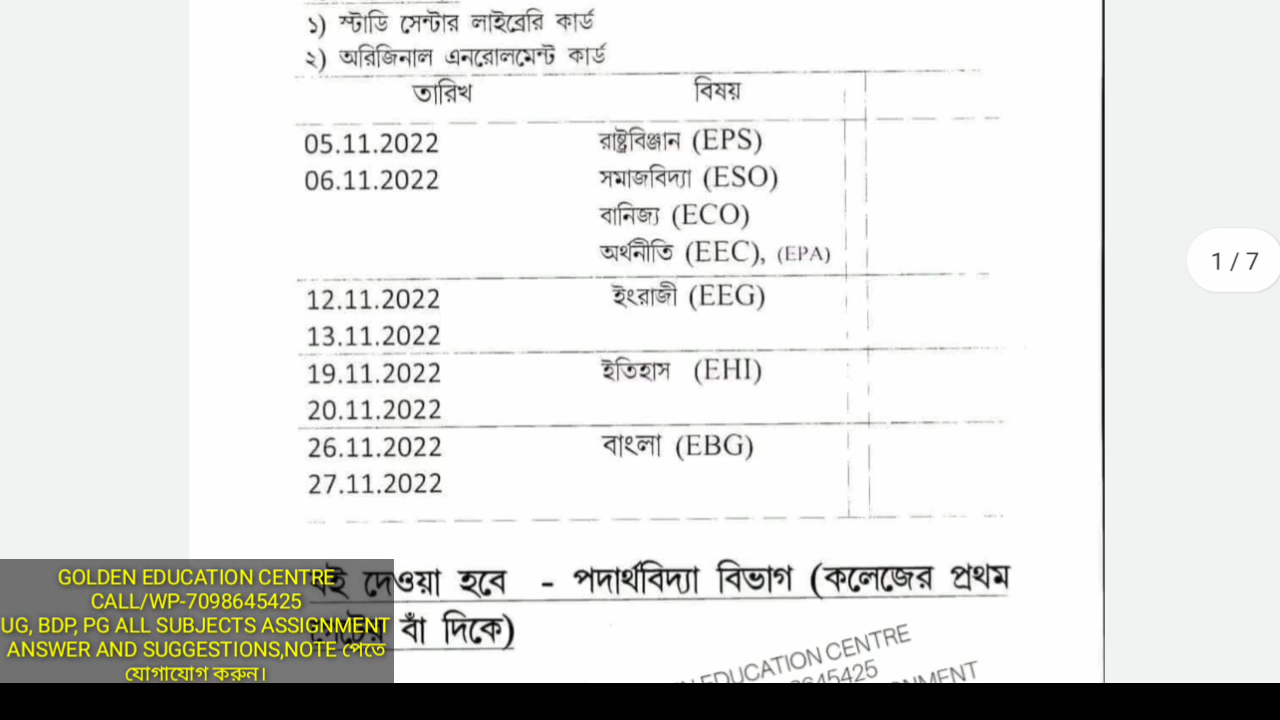 ১) স্টাডি সেন্টার লাইব্রেরি কার্ড
২) অরিজিনাল এনরোলমেন্ট কার্ড
তারিখ বিষয়
05.11.2022 রাষ্ট্রবিজ্ঞান (EPS)
06.11.2022 সমাজবিদ্যা (ESO)
বানিজ্য (ECO)
অর্থনীতি (EEC), (EPA)
12.11.2022 ইংরাজী (EEG)
13.11.2022
19.11.2022 ইতিহাস (EHI)
20.11.2022
26.11.2022 বাংলা (EBG)
27.11.2022
বই দেওয়া হবে - পদার্থবিদ্যা বিভাগ (কলেজের প্রথম
গেটের বাঁ দিকে)
1 / 7
GOLDEN EDUCATION CENTRE
CALL/WP-7098645425
UG, BDP, PG ALL SUBJECTS ASSIGNMENT
ANSWER AND SUGGESTIONS,NOTE পেতে
যোগাযোগ করুন।
EDUCATION CENTRE